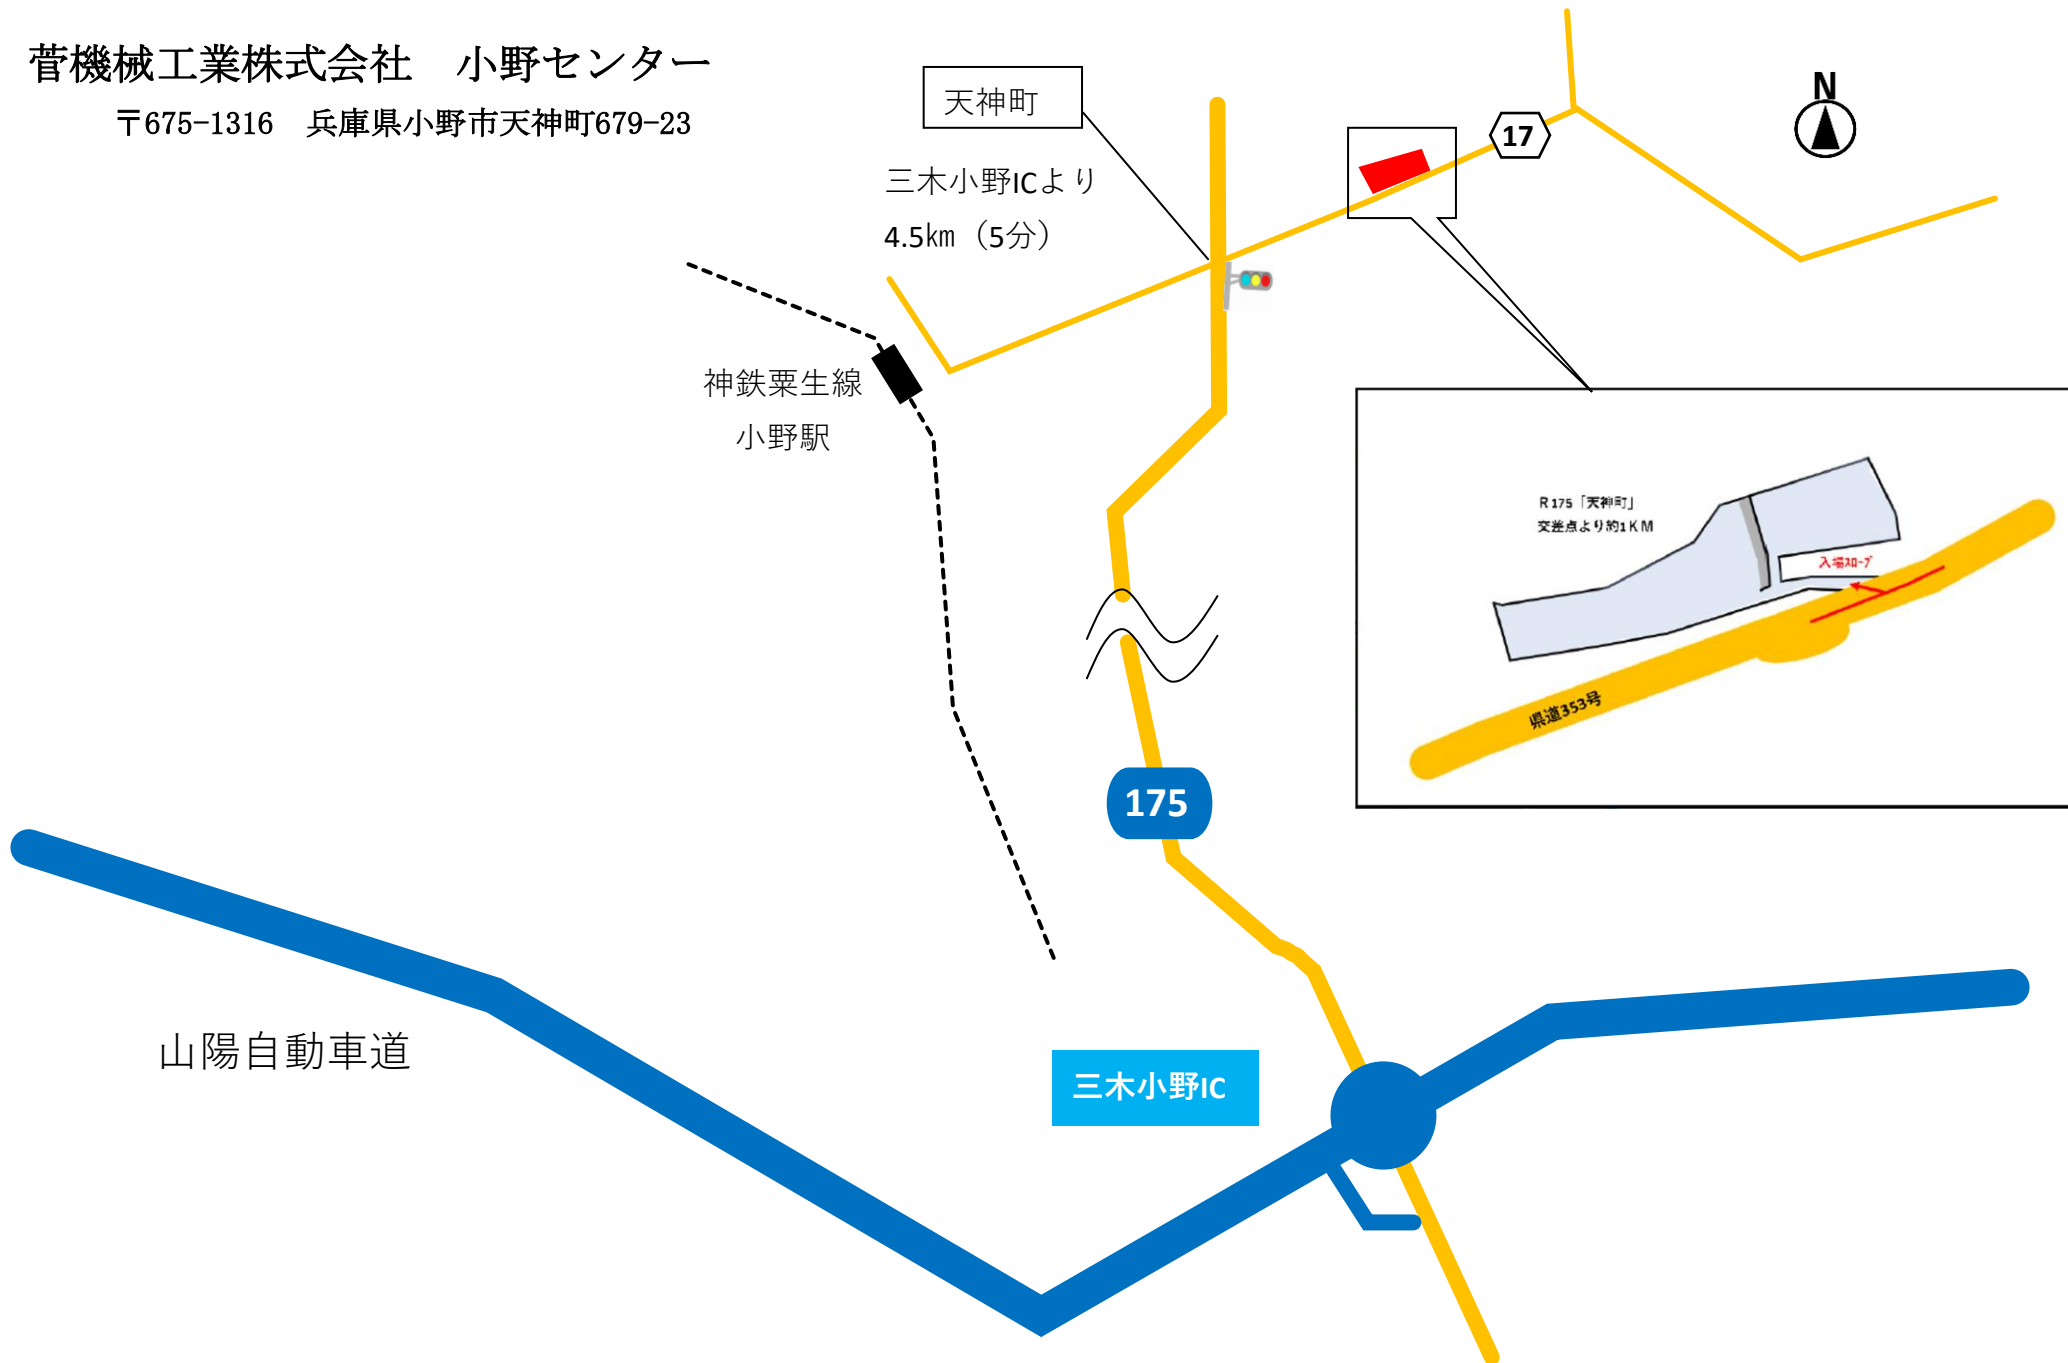 菅機械工業株式会社　小野センター
〒675-1316　兵庫県小野市天神町679-23
天神町
三木小野ICより
4.5㎞（5分）
17
N
神鉄粟生線
小野駅
R175「天神町」
交差点より約1KM
入場ｽﾛｰﾌﾟ
県道353号
175
山陽自動車道
三木小野IC